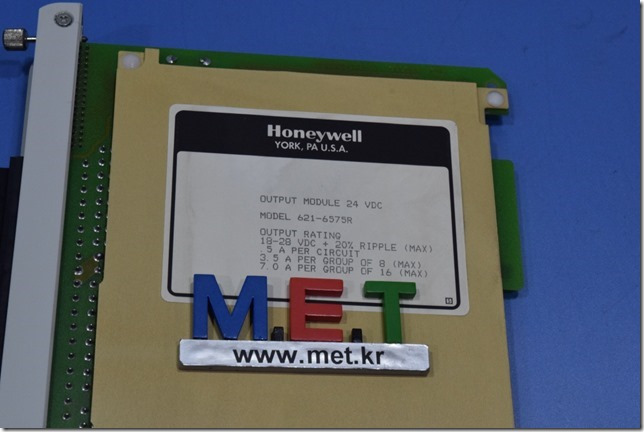 Honeywell
YORK, PA U.S.A.
OUTPUT MODULE 24 VDC
MODEL 621-6575R
OUTPUT RATING
18-28 VDC + 20% RIPPLE (MAX)
.5 A PER CIRCUIT
3.5 A PER GROUP OF 8 (MAX)
7.0 A PER GROUP OF 16 (MAX)
M.E.T
www.met.kr